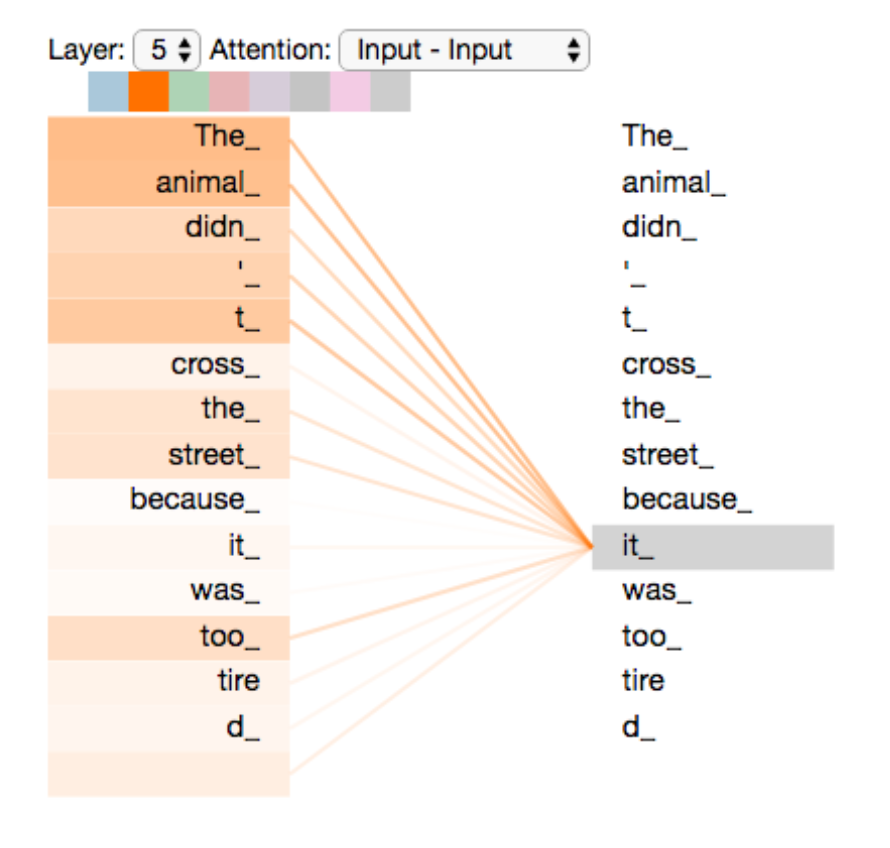 Layer: 5 Attention: Input - Input
The_ The_
animal_ animal_
didn_ didn_
'_ '_
t_ t_
cross_ cross_
the_ the_
street_ street_
because_ because_
it_ it_
was_ was_
too_ too_
tire tire
d_ d_